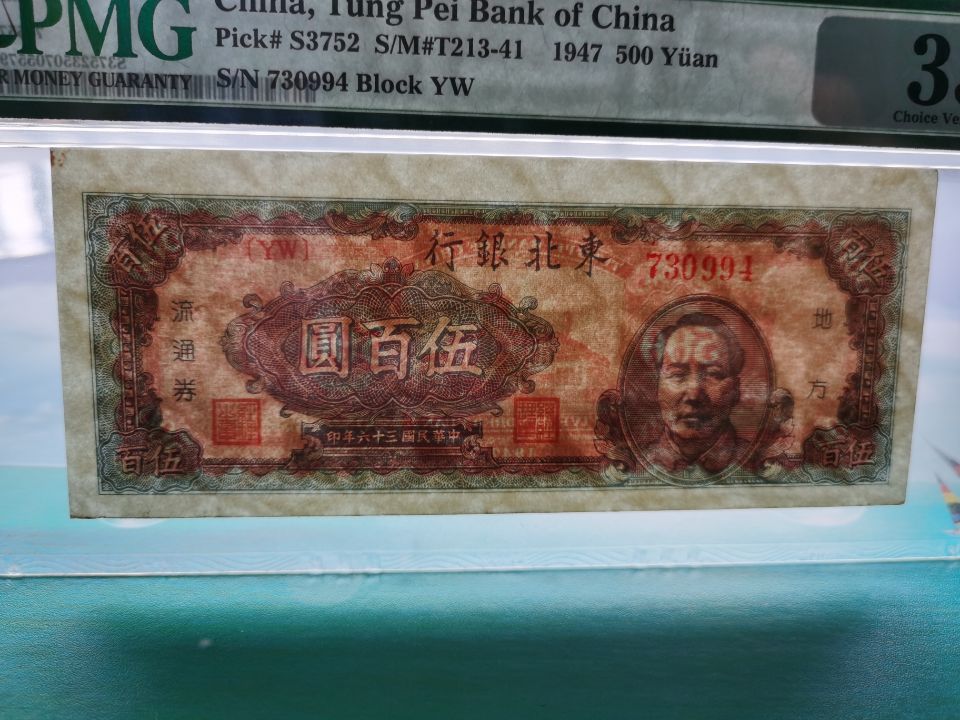 PMG
China, Tung Pei Bank of China
Pick# S3752 S/M#T213-41 1947 500 Yüan
MONEY GUARANTY
S/N 730994 Block YW
Choice
行銀北東
[YW]
730994
百伍
百伍
流通券
圓百伍
地方
印年六十三國民華中
百伍
百伍